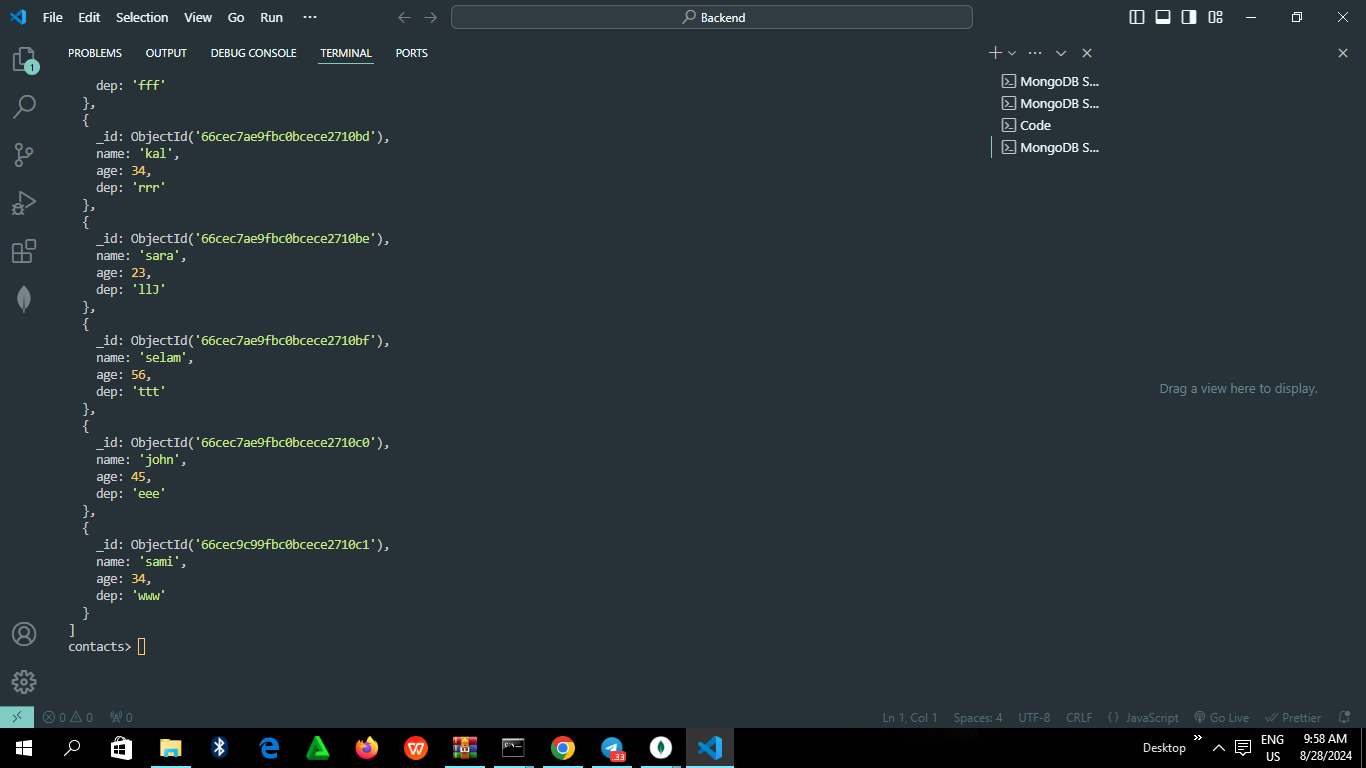 File Edit Selection View Go Run ··· Backend
PROBLEMS OUTPUT DEBUG CONSOLE TERMINAL PORTS
1
MongoDB S...
MongoDB S...
Code
MongoDB S...
dep: 'fff'
},
{
_id: ObjectId('66cec7ae9fbc0bcece2710bd'),
name: 'kal',
age: 34,
dep: 'rrr'
},
{
_id: ObjectId('66cec7ae9fbc0bcece2710be'),
name: 'sara',
age: 23,
dep: 'llJ'
},
{
_id: ObjectId('66cec7ae9fbc0bcece2710bf'),
name: 'selam',
age: 56,
dep: 'ttt'
},
{
_id: ObjectId('66cec7ae9fbc0bcece2710c0'),
name: 'john',
age: 45,
dep: 'eee'
},
{
_id: ObjectId('66cec9c99fbc0bcece2710c1'),
name: 'sami',
age: 34,
dep: 'www'
}
]
contacts>
Drag a view here to display.
0 0 0 Ln 1, Col 1 Spaces: 4 UTF-8 CRLF {} JavaScript Go Live Prettier
33
Desktop
ENG
US
9:58 AM
8/28/2024